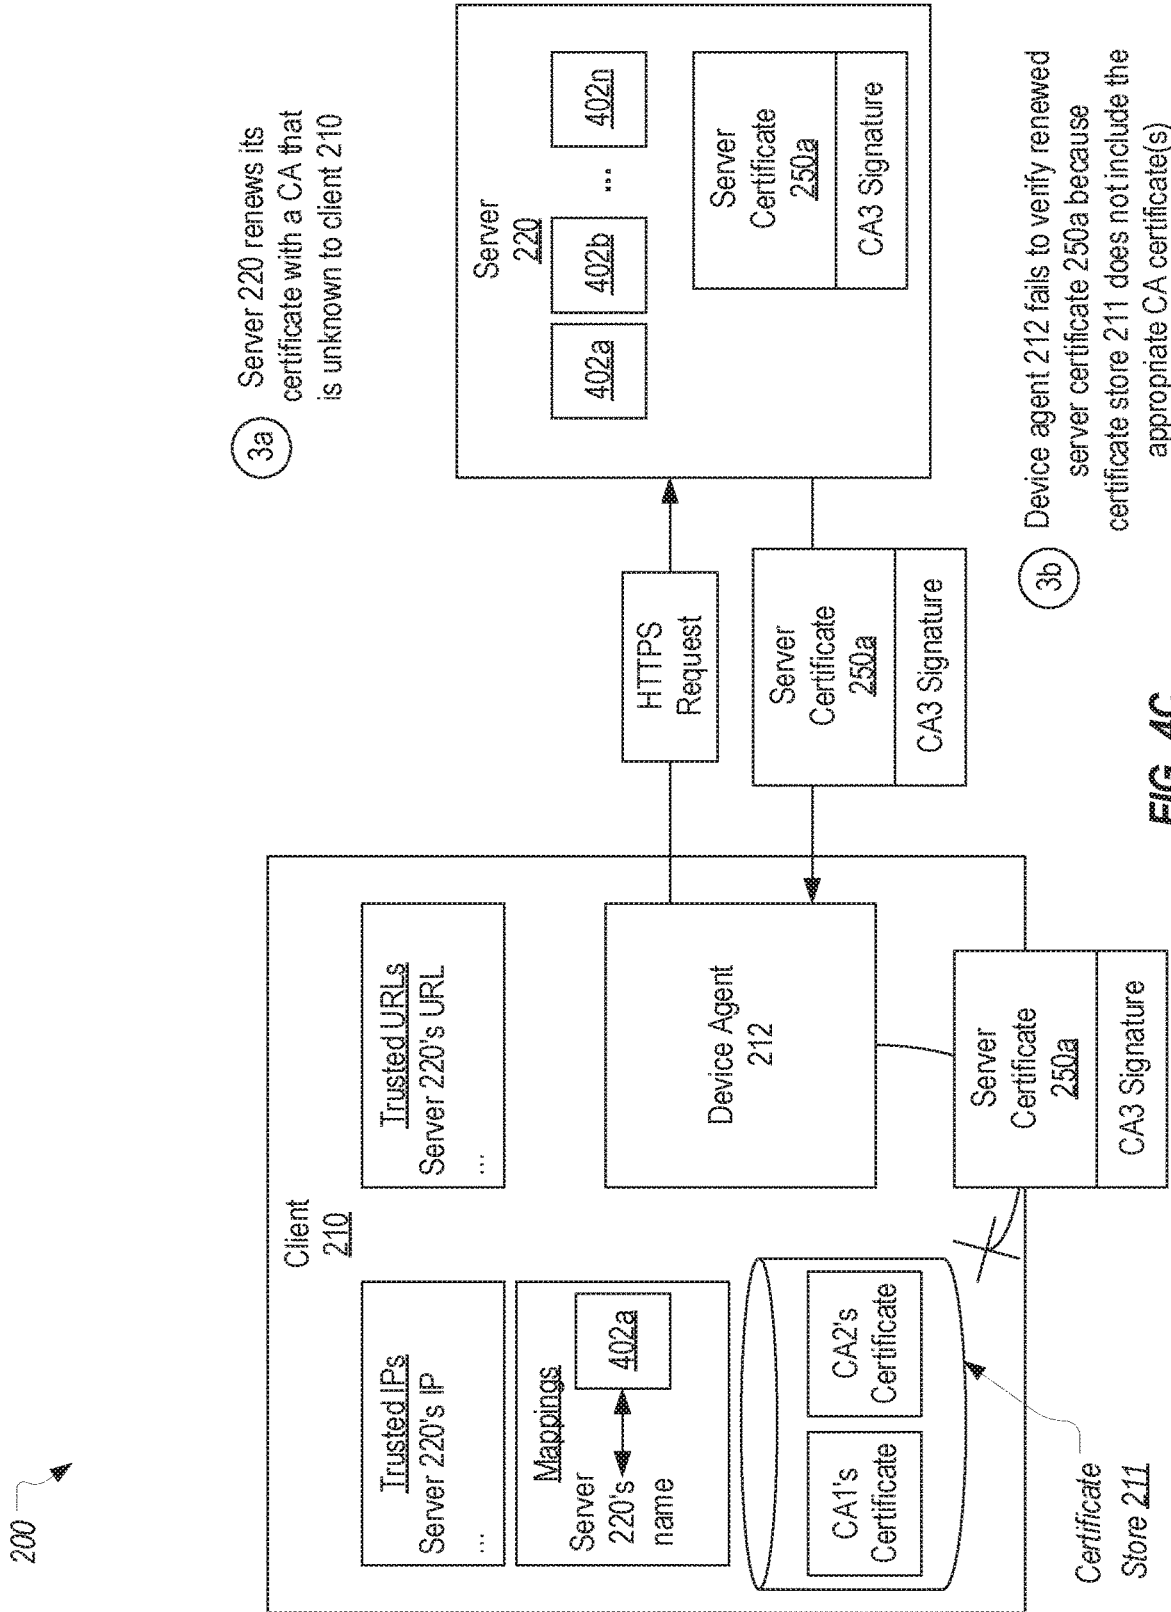 200
Client
210
Trusted IPs
Server 220's IP
...
Trusted URLs
Server 220's URL
...
Mappings
Server
220's
name
402a
CA1's
Certificate
CA2's
Certificate
Certificate
Store 211
Device Agent
212
Server
Certificate
250a
CA3 Signature
HTTPS
Request
Server
Certificate
250a
CA3 Signature
3a
Server 220 renews its
certificate with a CA that
is unknown to client 210
Server
220
402a
402b
...
402n
Server
Certificate
250a
CA3 Signature
3b
Device agent 212 fails to verify renewed
server certificate 250a because
certificate store 211 does not include the
appropriate CA certificate(s)
FIG. 4C